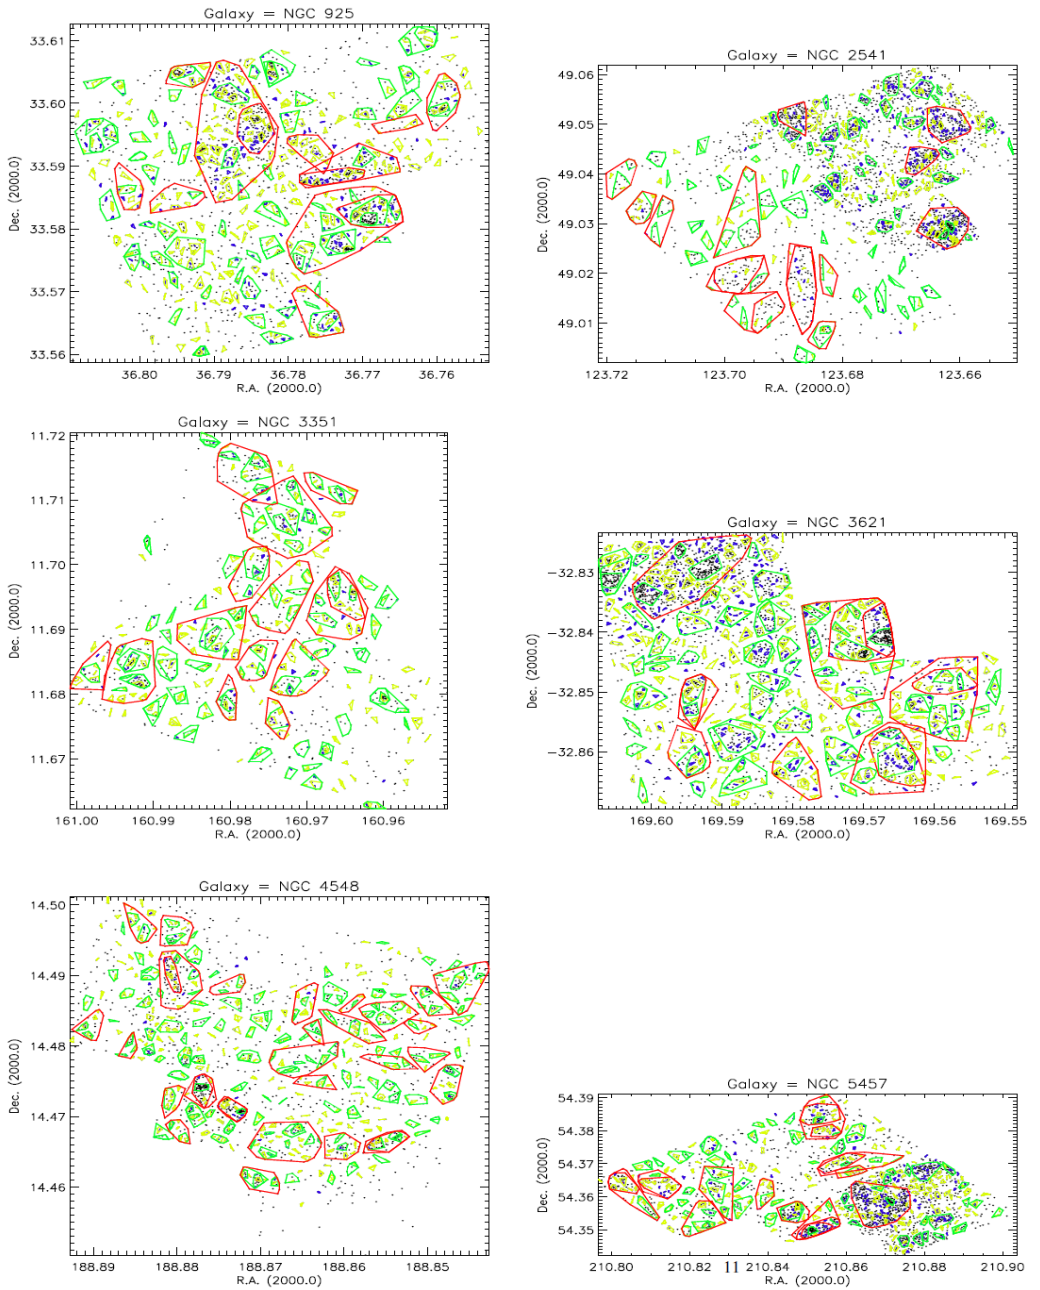 Galaxy = NGC 925
33.61
33.60
33.59
33.58
33.57
33.56
Dec. (2000.0)
36.80 36.79 36.78 36.77 36.76
R.A. (2000.0)
Galaxy = NGC 2541
49.06
49.05
49.04
49.03
49.02
49.01
Dec. (2000.0)
123.72 123.70 123.68 123.66
R.A. (2000.0)
Galaxy = NGC 3351
11.72
11.71
11.70
11.69
11.68
11.67
Dec. (2000.0)
161.00 160.99 160.98 160.97 160.96
R.A. (2000.0)
Galaxy = NGC 3621
-32.83
-32.84
-32.85
-32.86
Dec. (2000.0)
169.60 169.59 169.58 169.57 169.56 169.55
R.A. (2000.0)
Galaxy = NGC 4548
14.50
14.49
14.48
14.47
14.46
Dec. (2000.0)
188.89 188.88 188.87 188.86 188.85
R.A. (2000.0)
Galaxy = NGC 5457
54.39
54.38
54.37
54.36
54.35
Dec. (2000.0)
210.80 210.82 210.84 210.86 210.88 210.90
11
R.A. (2000.0)